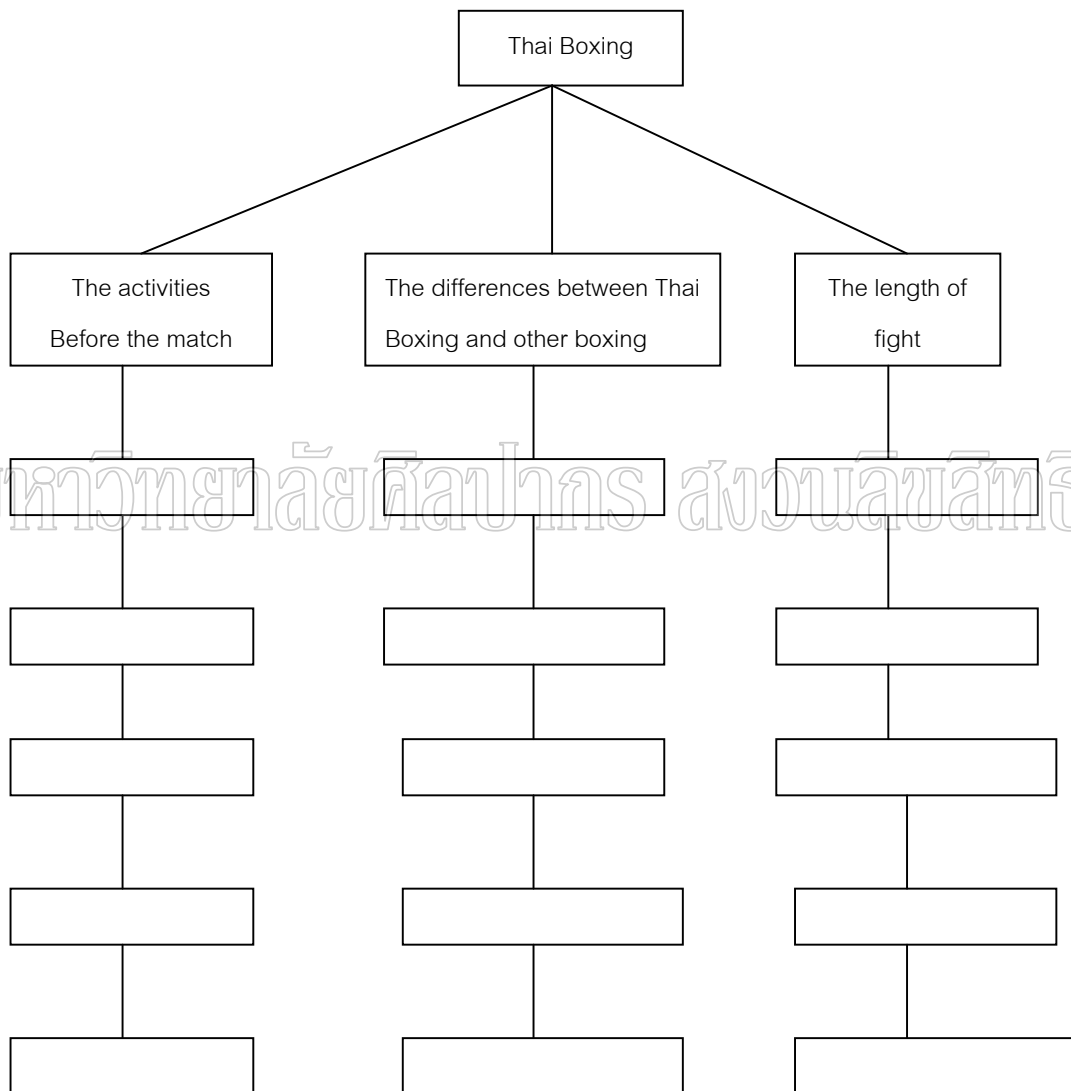 Thai Boxing
The activities
Before the match
The differences between Thai
Boxing and other boxing
The length of
fight
หาวิทยาลัยศิลปากร สงวนลิขสิทธิ